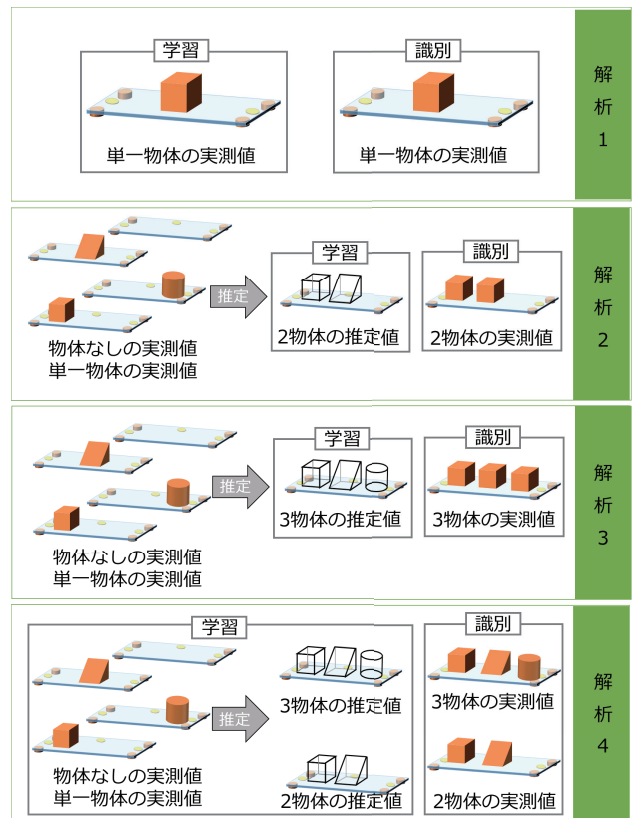 学習
単一物体の実測値
識別
単一物体の実測値
解析1
物体なしの実測値
単一物体の実測値
推定
学習
2物体の推定値
識別
2物体の実測値
解析2
物体なしの実測値
単一物体の実測値
推定
学習
3物体の推定値
識別
3物体の実測値
解析3
学習
物体なしの実測値
単一物体の実測値
推定
3物体の推定値
2物体の推定値
識別
3物体の実測値
2物体の実測値
解析4